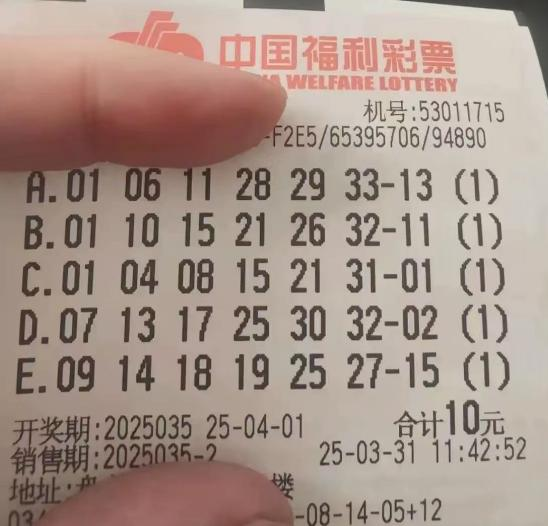 中国福利彩票
WELFARE LOTTERY
机号:53011715
-F2E5/65395706/94890
A.01 06 11 28 29 33-13 (1)
B.01 10 15 21 26 32-11 (1)
C.01 04 08 15 21 31-01 (1)
D.07 13 17 25 30 32-02 (1)
E.09 14 18 19 25 27-15 (1)
开奖期:2025035 25-04-01 合计10元
销售期:2025035-2 25-03-31 11:42:52
地址:盘 楼
-08-14-05+12